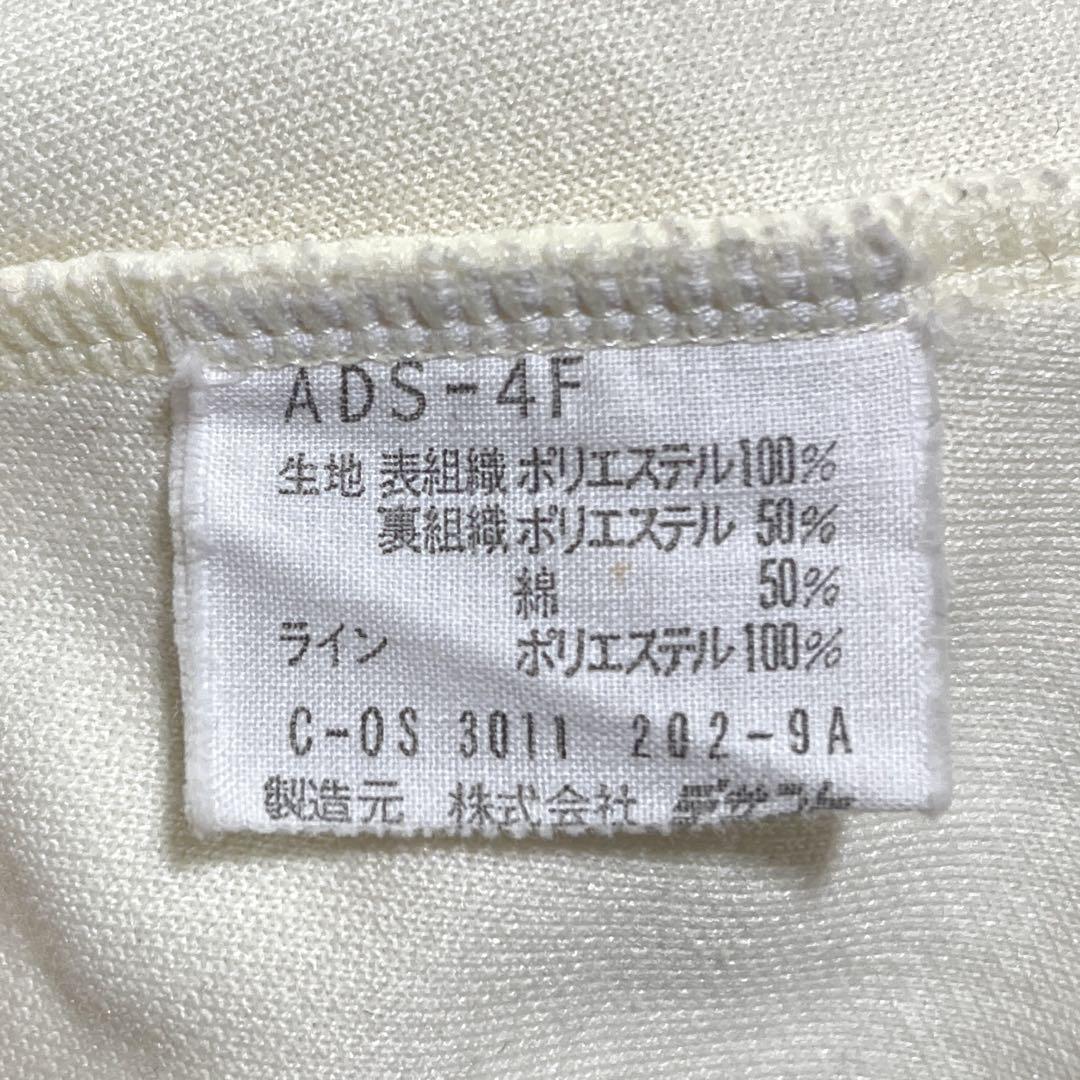 ADS-4F
生地 表組織 ポリエステル100%
裏組織 ポリエステル 50%
綿 50%
ライン ポリエステル100%
C-OS 3011 202-9A
製造元 株式会社